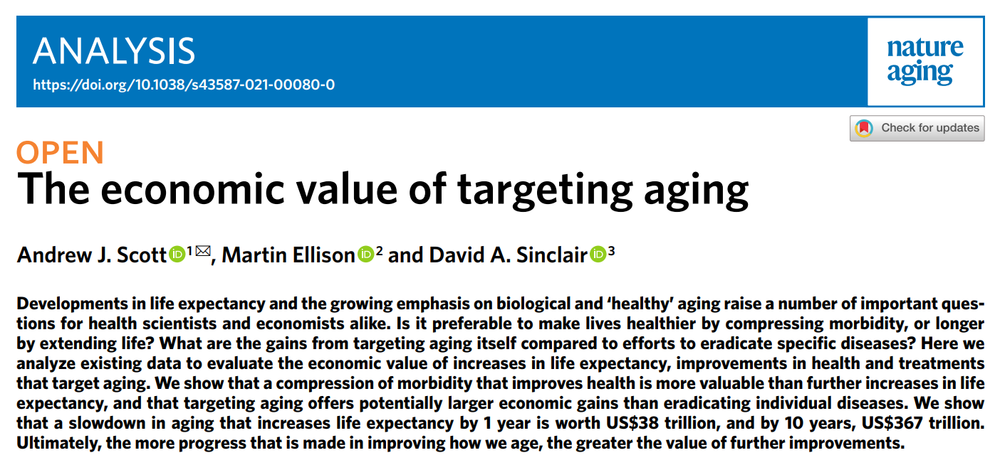 ANALYSIS
https://doi.org/10.1038/s43587-021-00080-0
nature
aging
Check for updates
OPEN
The economic value of targeting aging
Andrew J. Scott iD 1✉, Martin Ellison iD 2 and David A. Sinclair iD 3
Developments in life expectancy and the growing emphasis on biological and ‘healthy’ aging raise a number of important ques-
tions for health scientists and economists alike. Is it preferable to make lives healthier by compressing morbidity, or longer
by extending life? What are the gains from targeting aging itself compared to efforts to eradicate specific diseases? Here we
analyze existing data to evaluate the economic value of increases in life expectancy, improvements in health and treatments
that target aging. We show that a compression of morbidity that improves health is more valuable than further increases in life
expectancy, and that targeting aging offers potentially larger economic gains than eradicating individual diseases. We show
that a slowdown in aging that increases life expectancy by 1 year is worth US$38 trillion, and by 10 years, US$367 trillion.
Ultimately, the more progress that is made in improving how we age, the greater the value of further improvements.